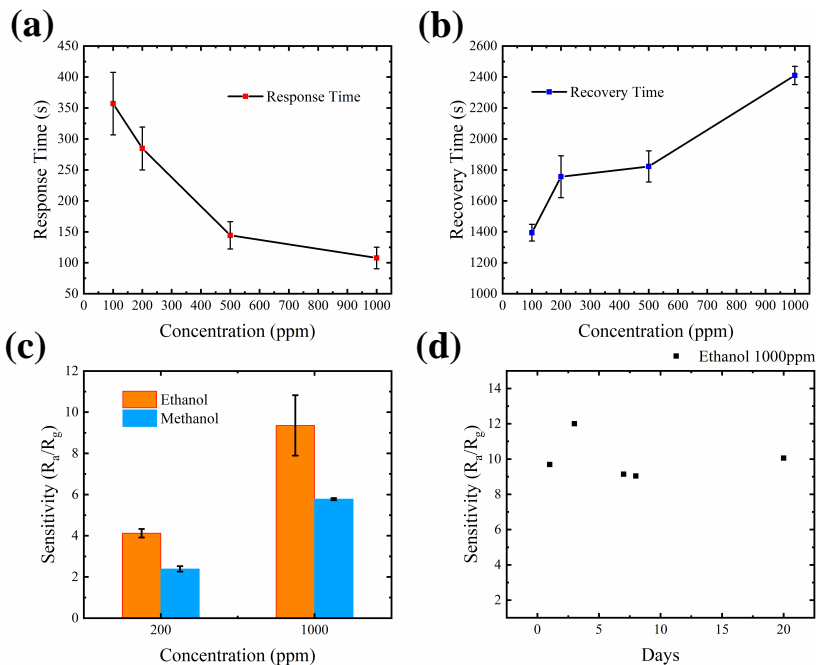 (a)
450
400
350
300
250
200
150
100
50
Response Time (s)
Response Time
0 100 200 300 400 500 600 700 800 900 1000
Concentration (ppm)
(b)
2600
2400
2200
2000
1800
1600
1400
1200
1000
Recovery Time (s)
Recovery Time
0 100 200 300 400 500 600 700 800 900 1000
Concentration (ppm)
(c)
12
10
8
6
4
2
0
Sensitivity (Ra/Rg)
Ethanol
Methanol
200 1000
Concentration (ppm)
(d)
Ethanol 1000ppm
14
12
10
8
6
4
2
Sensitivity (Ra/Rg)
0 5 10 15 20
Days